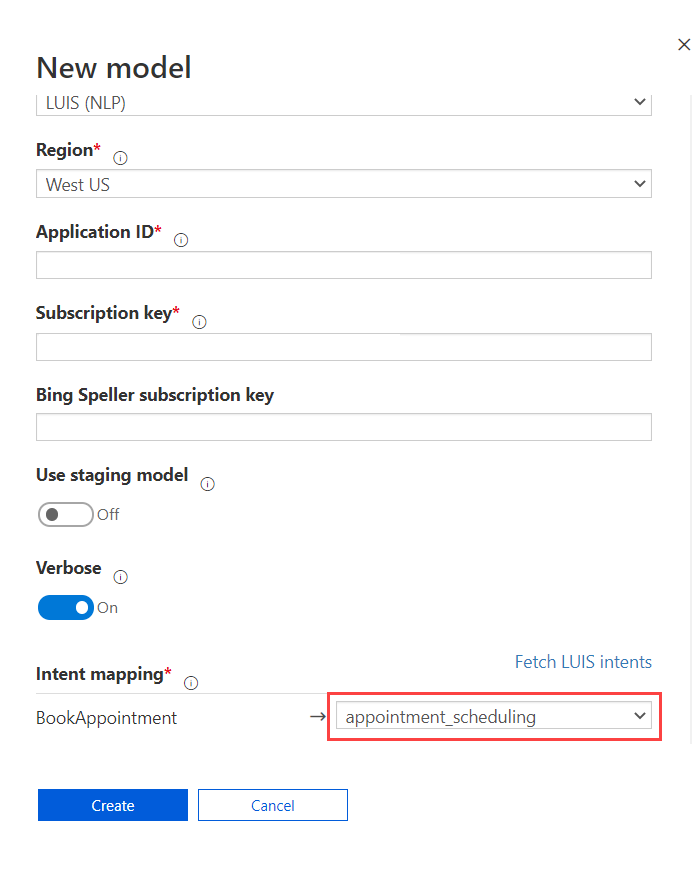 New model
LUIS (NLP)
Region*
West US
Application ID*
Subscription key*
Bing Speller subscription key
Use staging model
Off
Verbose
On
Fetch LUIS intents
Intent mapping*
BookAppointment → appointment_scheduling
Create Cancel